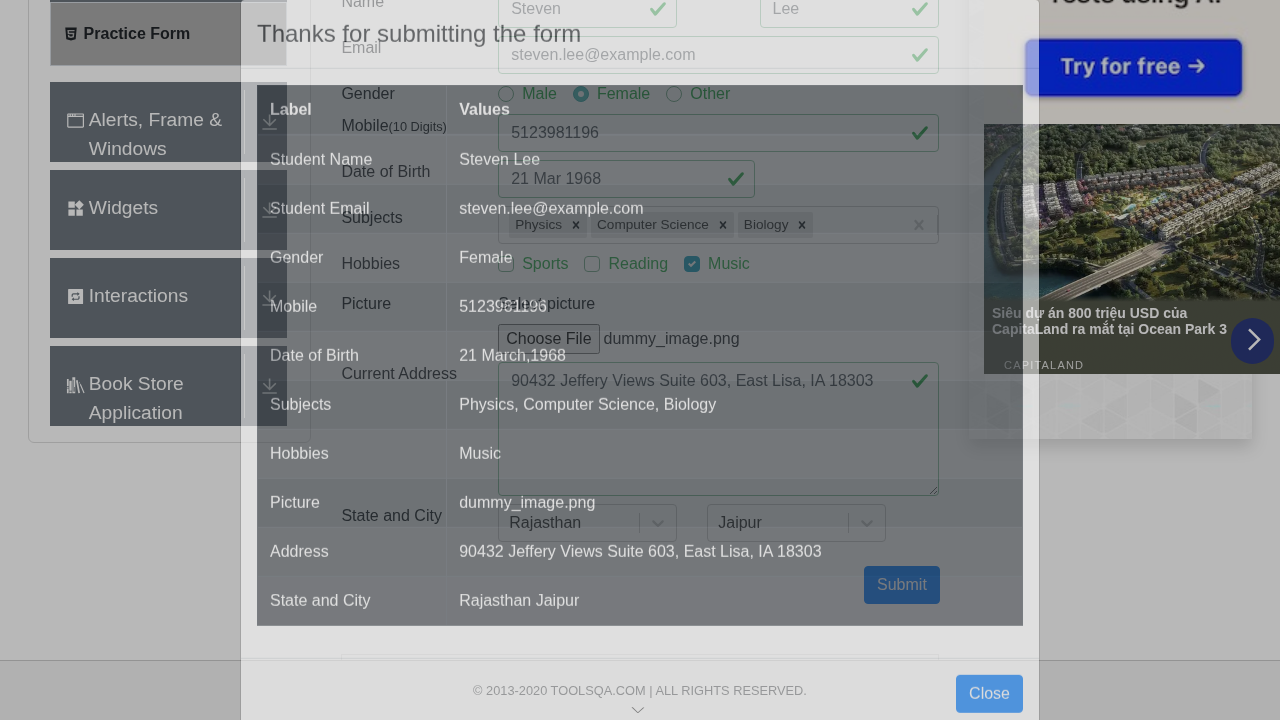 Name
Steven
Lee
Thanks for submitting the form
Email
steven.lee@example.com
Practice Form
Try for free →
Gender
Male
Female
Other
Label
Values
Mobile(10 Digits)
5123981196
Alerts, Frame &
Windows
Student Name
Steven Lee
Date of Birth
21 Mar 1968
Widgets
Student Email
steven.lee@example.com
Subjects
Physics
Computer Science
Biology
Gender
Female
Hobbies
Sports
Reading
Music
Interactions
Mobile
5123981196
Picture
Select picture
Siêu dự án 800 triệu USD của
CapitaLand ra mắt tại Ocean Park 3
CAPITALAND
Choose File
dummy_image.png
Date of Birth
21 March,1968
Current Address
90432 Jeffery Views Suite 603, East Lisa, IA 18303
Book Store
Application
Subjects
Physics, Computer Science, Biology
Hobbies
Music
Picture
dummy_image.png
State and City
Rajasthan
Jaipur
Address
90432 Jeffery Views Suite 603, East Lisa, IA 18303
Submit
State and City
Rajasthan Jaipur
© 2013-2020 TOOLSQA.COM | ALL RIGHTS RESERVED.
Close